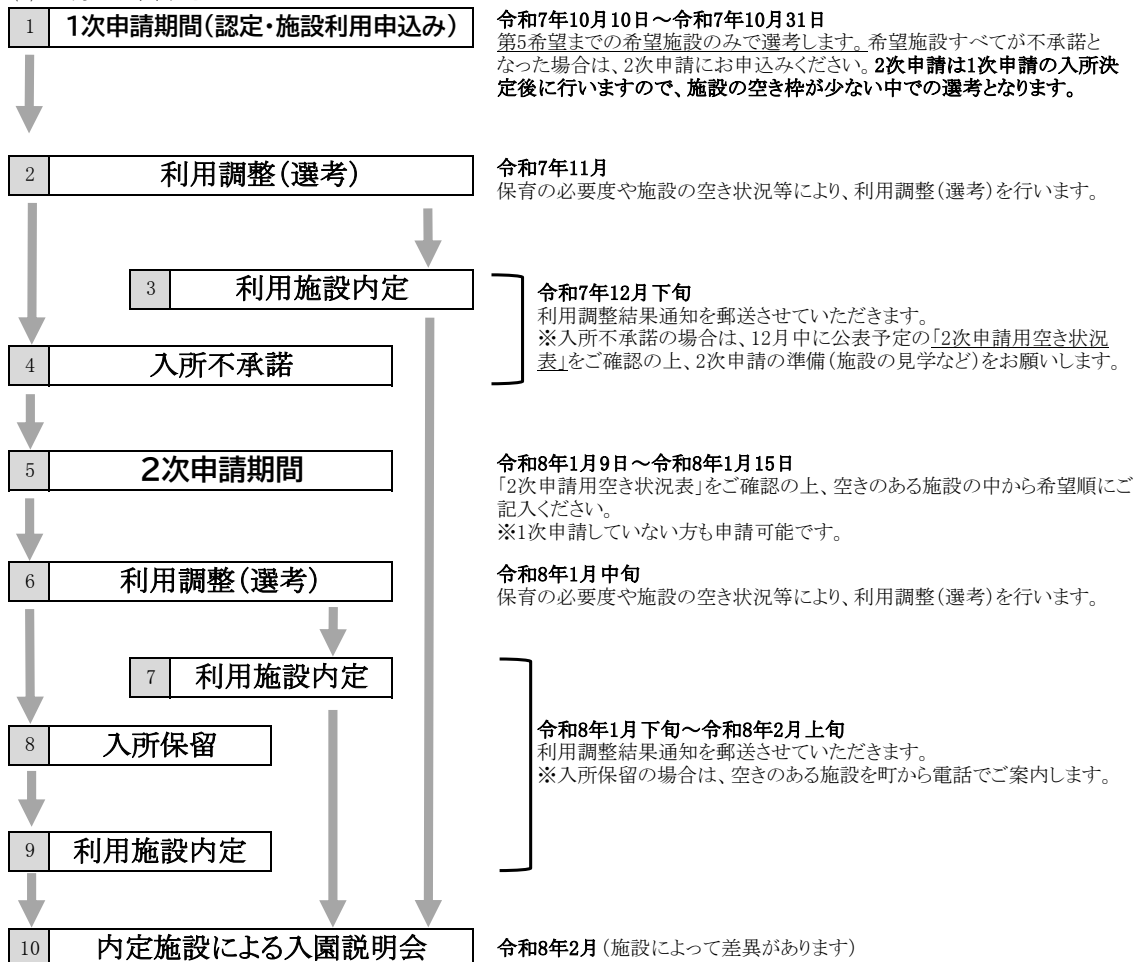 1 1次申請期間(認定・施設利用申込み)
令和7年10月10日～令和7年10月31日
第5希望までの希望施設のみで選考します。希望施設すべてが不承諾と
なった場合は、2次申請にお申込みください。2次申請は1次申請の入所決
定後に行いますので、施設の空き枠が少ない中での選考となります。
2 利用調整(選考)
令和7年11月
保育の必要度や施設の空き状況等により、利用調整(選考)を行います。
3 利用施設内定
令和7年12月下旬
利用調整結果通知を郵送させていただきます。
※入所不承諾の場合は、12月中に公表予定の「2次申請用空き状況
表」をご確認の上、2次申請の準備(施設の見学など)をお願いします。
4 入所不承諾
5 2次申請期間
令和8年1月9日～令和8年1月15日
「2次申請用空き状況表」をご確認の上、空きのある施設の中から希望順にご
記入ください。
※1次申請していない方も申請可能です。
6 利用調整(選考)
令和8年1月中旬
保育の必要度や施設の空き状況等により、利用調整(選考)を行います。
7 利用施設内定
8 入所保留
令和8年1月下旬～令和8年2月上旬
利用調整結果通知を郵送させていただきます。
※入所保留の場合は、空きのある施設を町から電話でご案内します。
9 利用施設内定
10 内定施設による入園説明会
令和8年2月(施設によって差異があります)